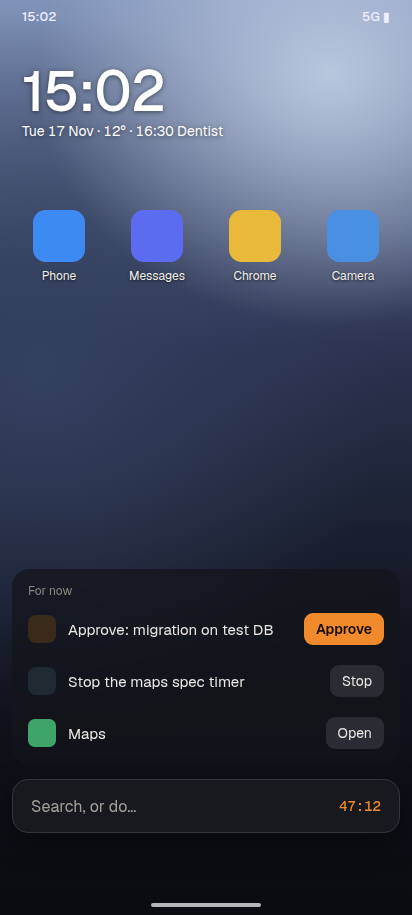 15:02 5G
15:02
Tue 17 Nov · 12° · 16:30 Dentist
Phone Messages Chrome Camera
For now
Approve: migration on test DB Approve
Stop the maps spec timer Stop
Maps Open
Search, or do… 47:12